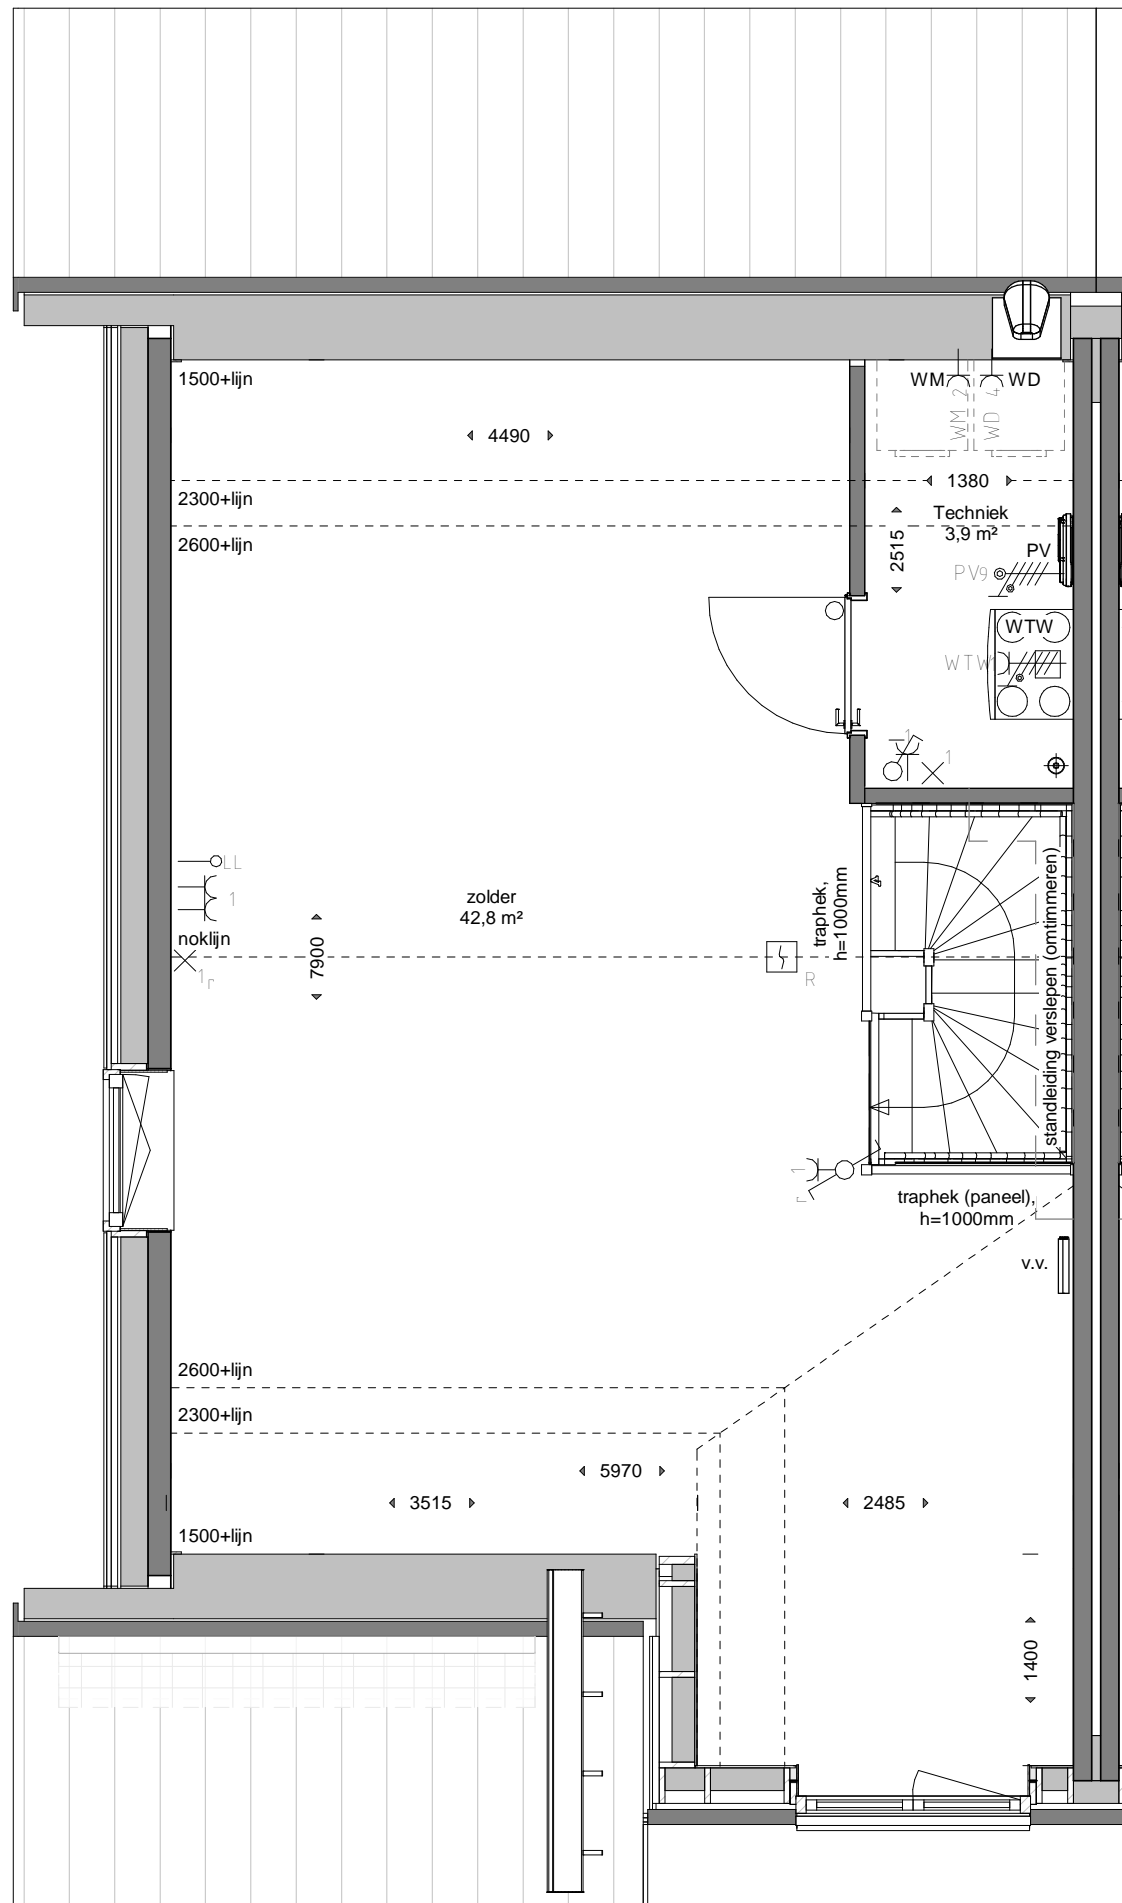 1500+lijn
WM
WD
WM 2
WD 4
4490
2300+lijn
1380
2600+lijn
Techniek
3,9 m²
2515
PV
PV9
WTW
WTW
1
1
LL
1
zolder
42,8 m²
traphek,
h=1000mm
noklijn
1r
7900
R
standleiding verslepen (omtimmeren)
1
r
traphek (paneel),
h=1000mm
v.v.
2600+lijn
2300+lijn
5970
3515
2485
1500+lijn
1400